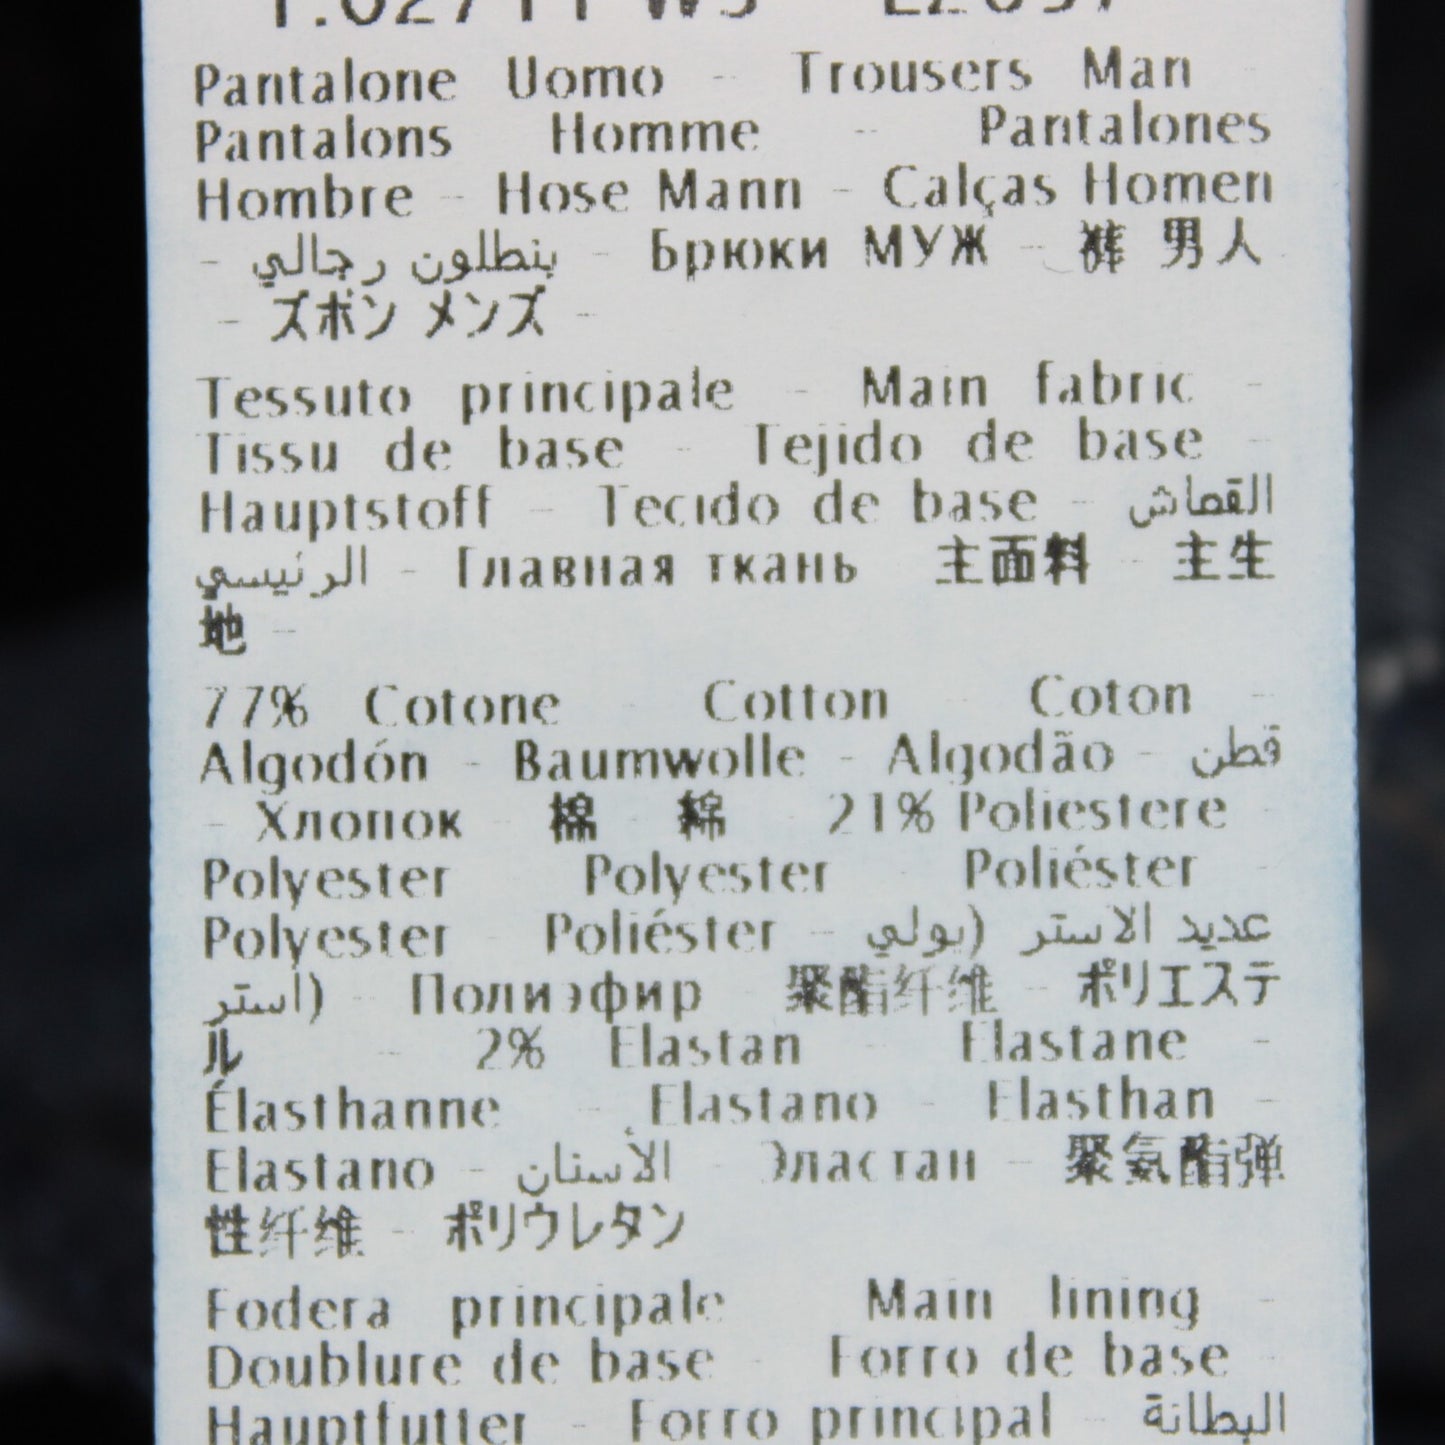 Pantalone Uomo - Trousers Man
Pantalons Homme - Pantalones
Hombre - Hose Mann - Calças Homen
- بنطلون رجالي - Брюки МУЖ - 裤 男人
- ズボン メンズ -
Tessuto principale - Main fabric -
Tissu de base - Tejido de base -
Hauptstoff - Tecido de base - القماش
الرئيسي - Главная ткань 主面料 - 主生
地 -
77% Cotone Cotton - Coton -
Algodón - Baumwolle - Algodão - قطن
- Хлопок - 棉 - 綿 - 21% Poliestere -
Polyester Polyester Poliéster -
Polyester - Poliéster - عديد الاستر (بولي
استر) - Полиэфир 聚酯纤维 - ポリエステ
ル - 2% Elastan - Elastane -
Élasthanne - Elastano - Elasthan -
Elastano - الأسنان - Эластан - 聚氨酯弹
性纤维 - ポリウレタン
Fodera principale Main lining -
Doublure de base - Forro de base -
Hauptfutter - Forro principal - البطانة